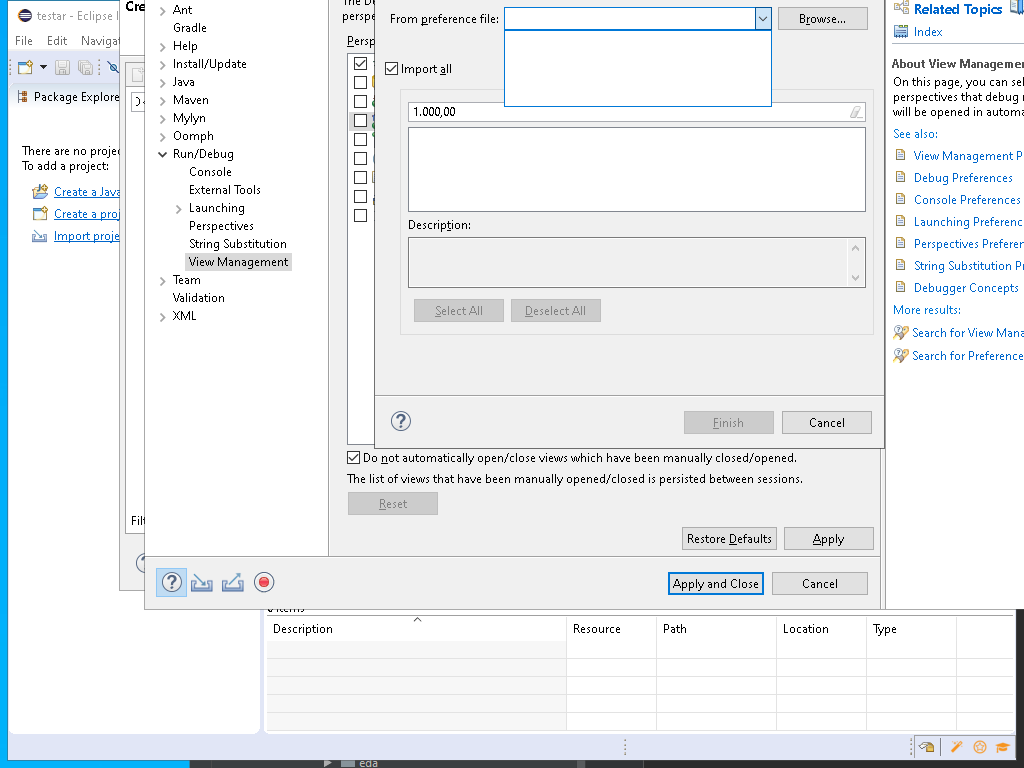 testar - Eclipse I
File
Edit
Navigat
Package Explore
There are no projec
To add a project:
Create a Java
Create a proj
Import proje
Cre
Filt
Ant
Gradle
Help
Install/Update
Java
Maven
Mylyn
Oomph
Run/Debug
Console
External Tools
Launching
Perspectives
String Substitution
View Management
Team
Validation
XML
The De
perspe
Persp
From preference file:
Browse...
Import all
1.000,00
Description:
Select All
Deselect All
Finish
Cancel
Do not automatically open/close views which have been manually closed/opened.
The list of views that have been manually opened/closed is persisted between sessions.
Reset
Restore Defaults
Apply
Apply and Close
Cancel
Related Topics
Index
About View Managemen
On this page, you can sel
perspectives that debug
will be opened in automa
See also:
View Management P
Debug Preferences
Console Preferences
Launching Preferenc
Perspectives Preferen
String Substitution Pr
Debugger Concepts
More results:
Search for View Mana
Search for Preference
items
Description
Resource
Path
Location
Type
eda